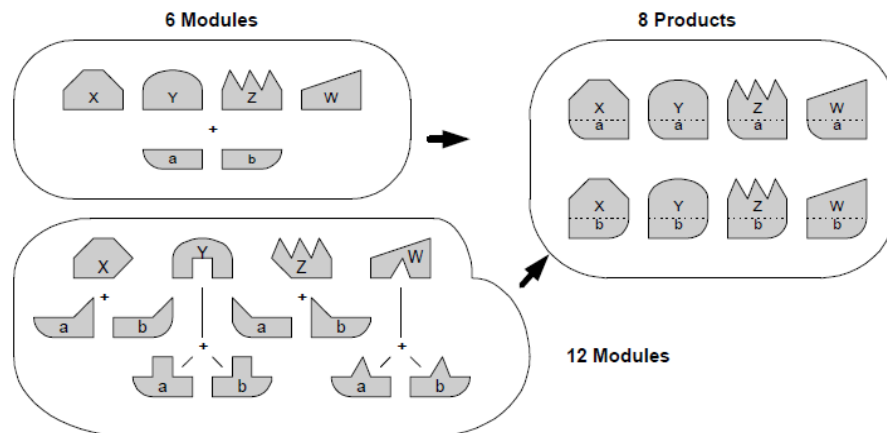 6 Modules
8 Products
X Y Z W
+
a b
X Y Z W
a a a a
X Y Z W
b b b b
X Y Z W
+ +
a b a b
+ +
a b a b
12 Modules